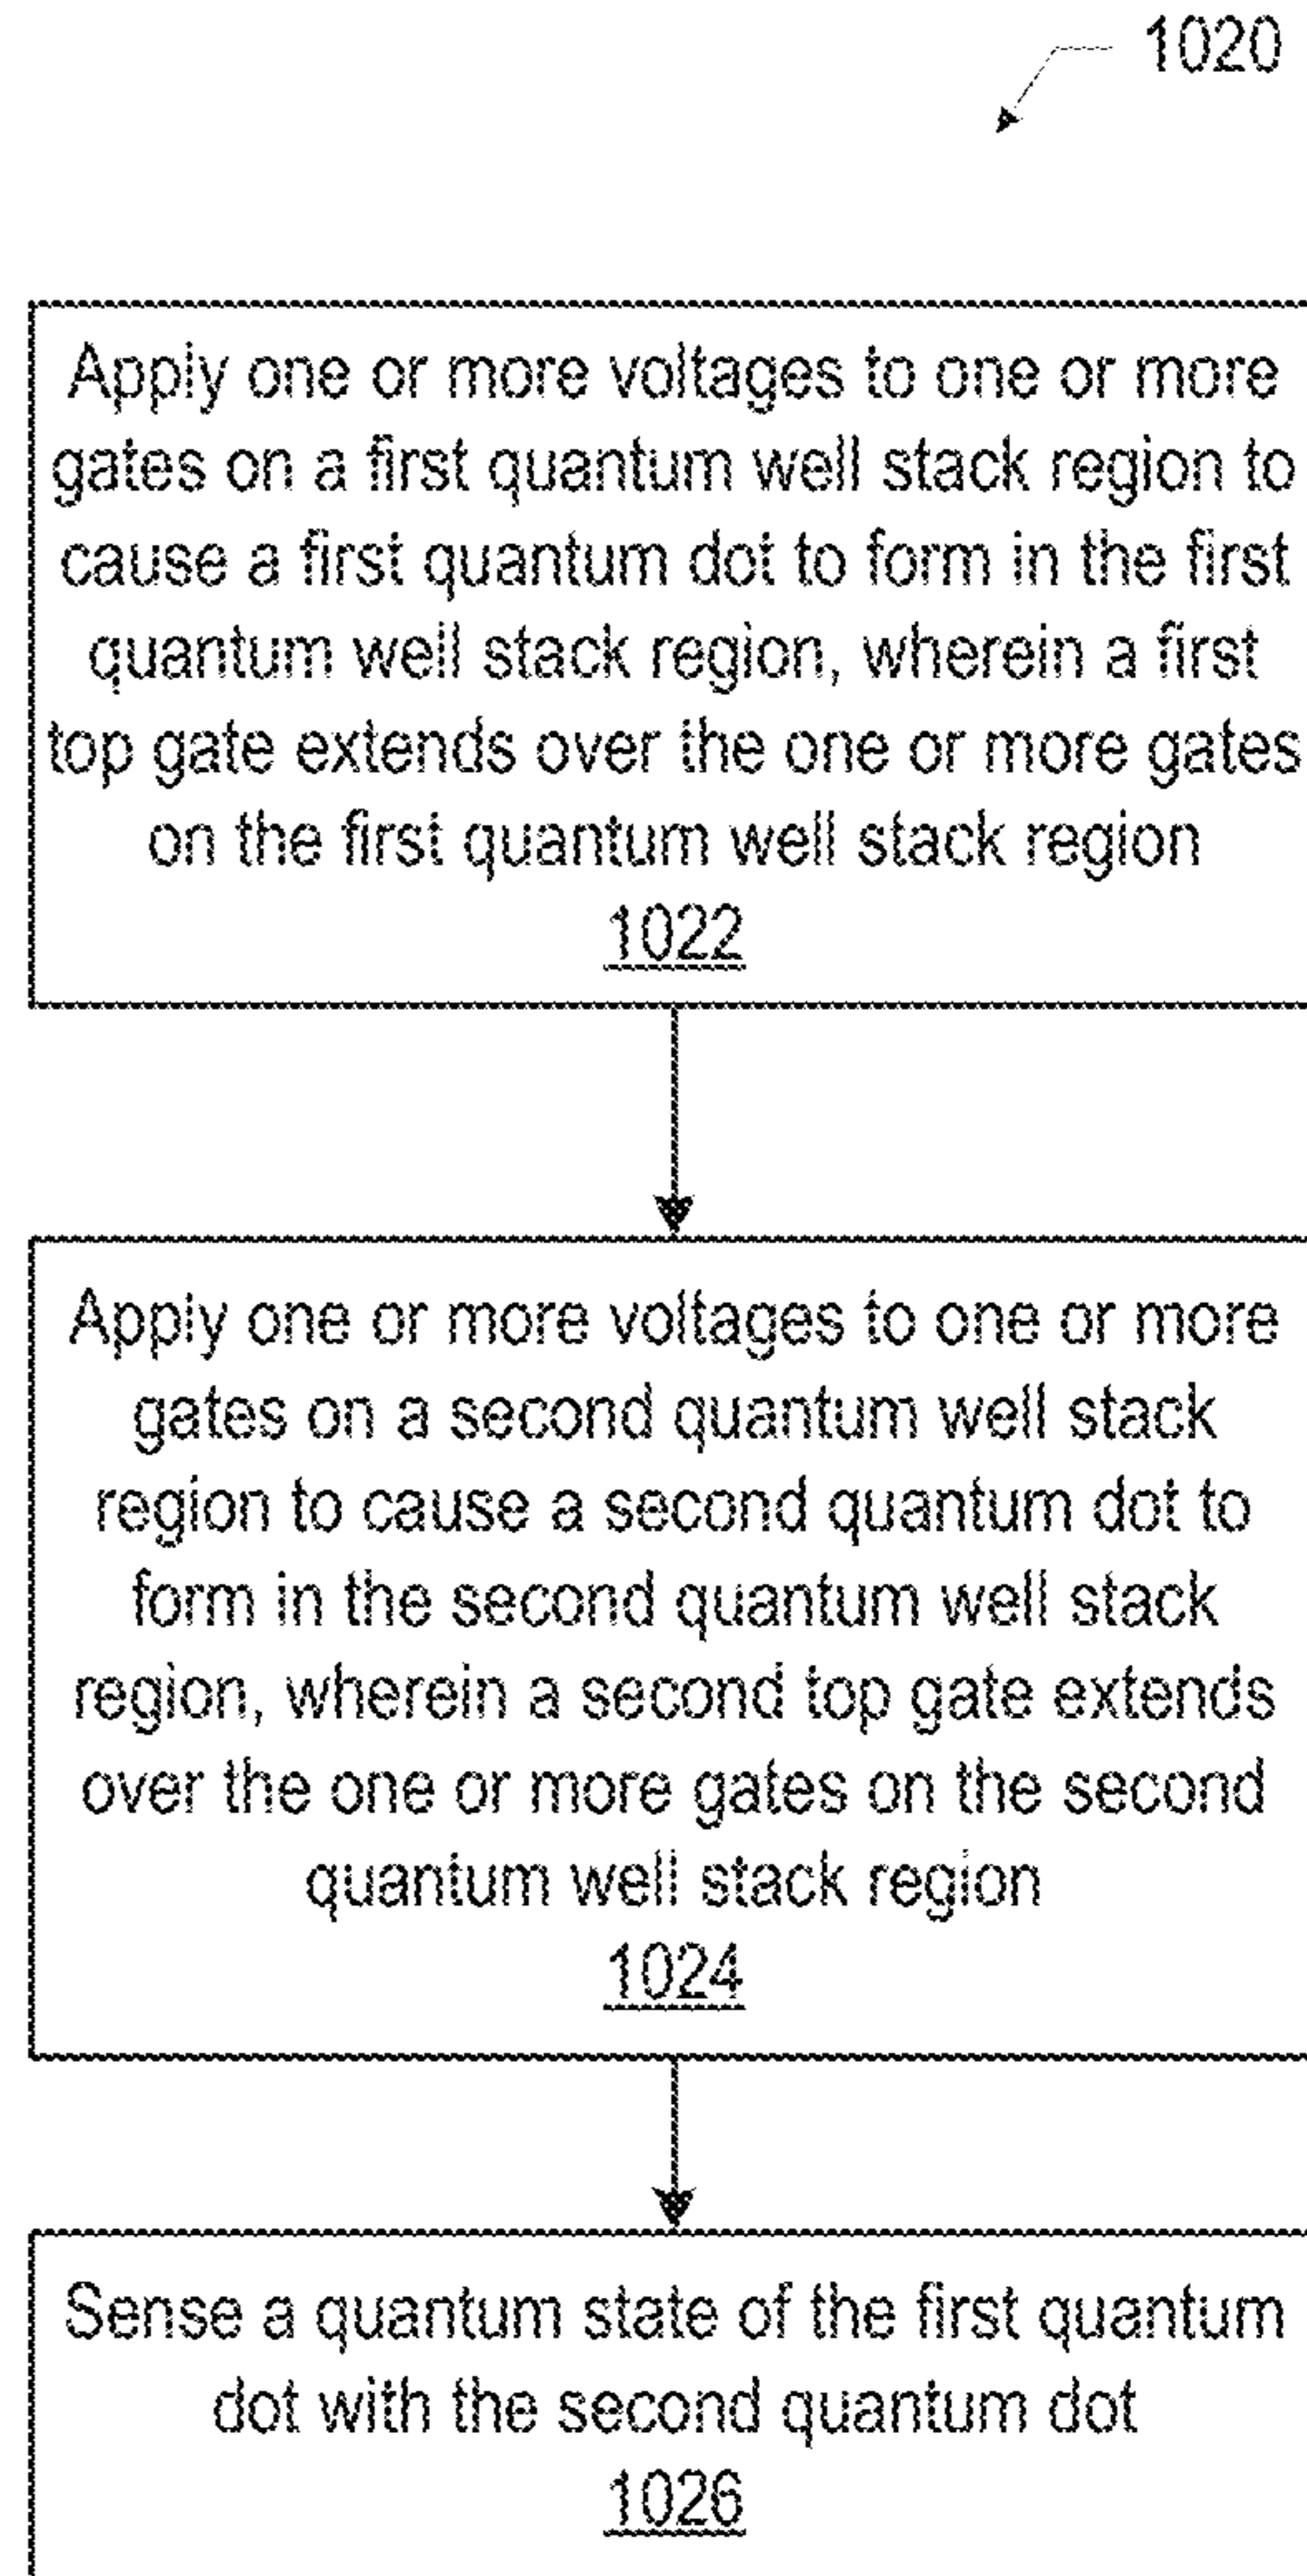 1020
Apply one or more voltages to one or more
gates on a first quantum well stack region to
cause a first quantum dot to form in the first
quantum well stack region, wherein a first
top gate extends over the one or more gates
on the first quantum well stack region
1022
Apply one or more voltages to one or more
gates on a second quantum well stack
region to cause a second quantum dot to
form in the second quantum well stack
region, wherein a second top gate extends
over the one or more gates on the second
quantum well stack region
1024
Sense a quantum state of the first quantum
dot with the second quantum dot
1026